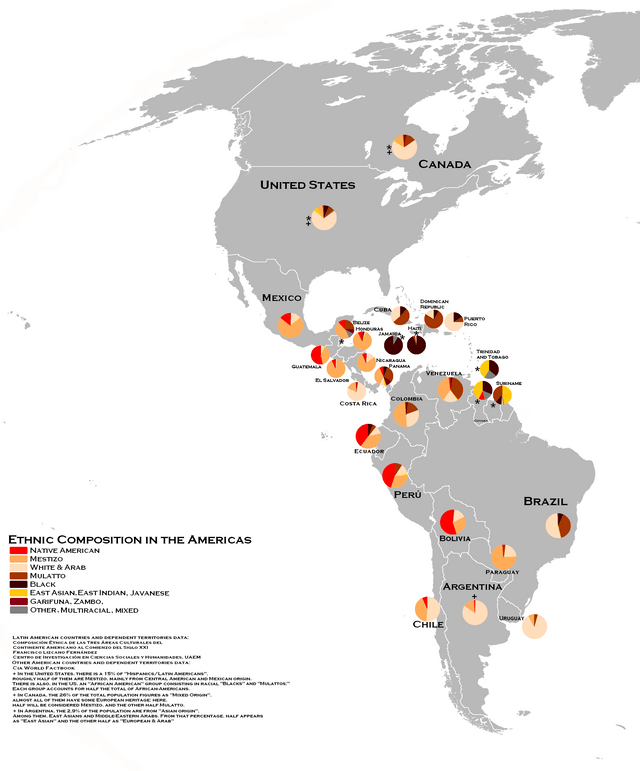 Canada
United States
Mexico
Cuba
Dominican
Republic
Puerto
Rico
Belize
Honduras
Jamaica
Haiti
Guatemala
El Salvador
Nicaragua
Panama
Costa Rica
Trinidad
and Tobago
Venezuela
Suriname
Colombia
Ecuador
Perú
Brazil
Bolivia
Paraguay
Argentina
Chile
Uruguay
Ethnic Composition in the Americas
Native American
Mestizo
White & Arab
Mulatto
Black
East Asian, East Indian, Javanese
Garifuna, Zambo,
Other, Multiracial, mixed
Latin American countries and dependent territories data:
Composición Étnica de las Tres Áreas Culturales del
Continente Americano al Comienzo del Siglo XXI
Francisco Lizcano Fernández
Centro de Investigación en Ciencias Sociales y Humanidades, UAEM
Other American countries and dependent territories data:
Cia World Factbook
+ In the United States, there is a 15% of "Hispanics/Latin Americans",
roughly half of them are Mestizo, mainly from Central American and Mexican origin.
There is also, in the US, an "African American" group consisting in racial "Blacks" and "Mulattos."
Each group accounts for half the total of African-Americans.
+ In Canada, the 26% of the total population figures as "Mixed Origin",
almost all of them have some European heritage; here,
half will be considered Mestizo, and the other half Mulatto.
+ In Argentina, the 2.9% of the population are from "Asian origin",
among them, East Asians and Middle-Eastern Arabs. From that percentage, half appears
as "East Asian" and the other half as "European & Arab"